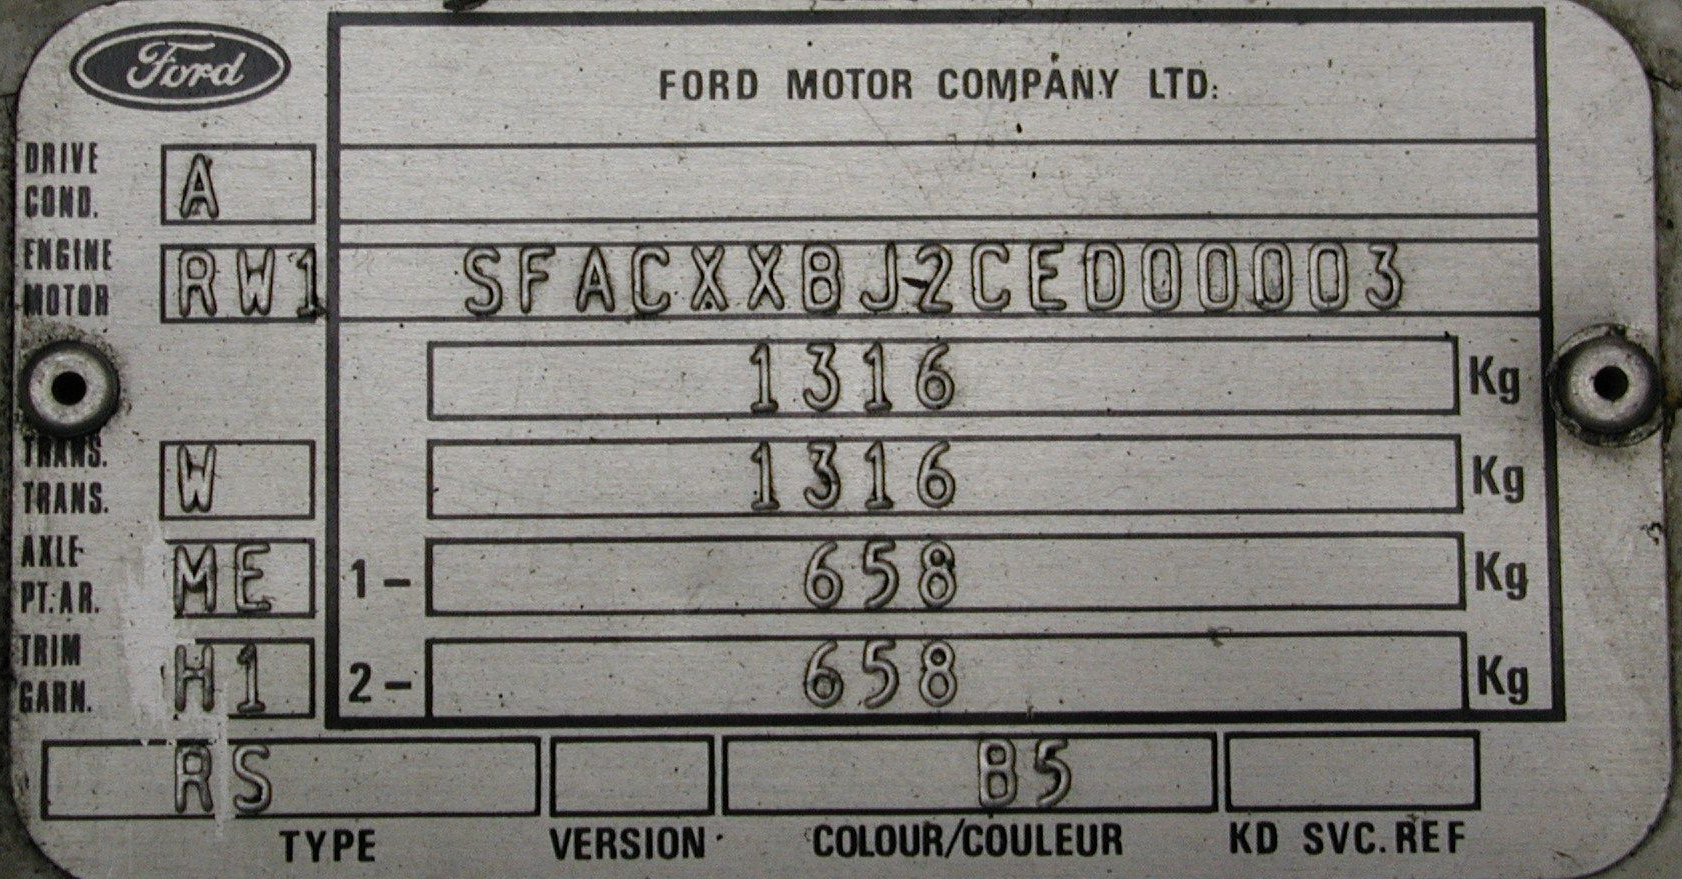 Ford
FORD MOTOR COMPANY LTD.
DRIVE
COND.
A
ENGINE
MOTOR
RW1
SFACXXBJ2CED00003
1316 Kg
TRANS.
TRANS.
W
1316 Kg
AXLE
PT.AR.
ME
1- 658 Kg
TRIM
GARN.
H1
2- 658 Kg
RS
B5
TYPE VERSION COLOUR/COULEUR KD SVC. REF